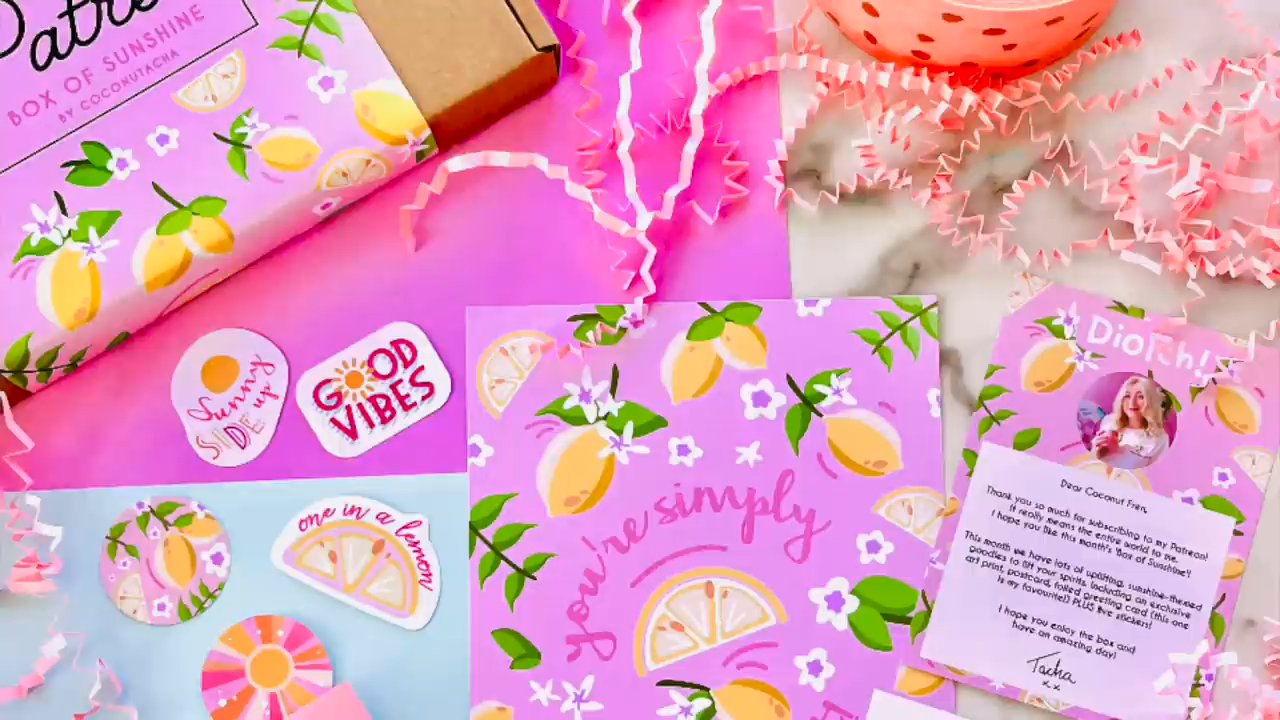 Patre
BOX OF SUNSHINE
BY COCONUTACHA
Sunny
SIDE up
GOOD
VIBES
one in a lemon
you're simply
Diolch!
Dear Coconut Fren,
Thank you so much for subscribing to my Patreon!
It really means the entire world to me.
I hope you like this month's 'Box of Sunshine'!
This month we have lots of uplifting, sunshine-themed
goodies to lift your spirits, including an exclusive
art print, postcard, foiled greeting card (this one
is my favourite!) PLUS five stickers!
I hope you enjoy the box and
have an amazing day!
Tacha
xx